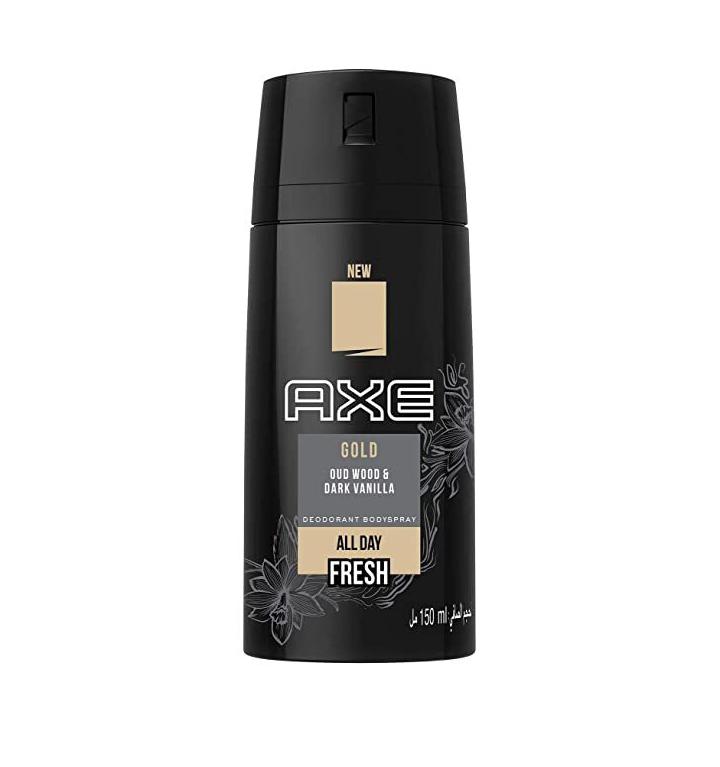 NEW
AXE
GOLD
OUD WOOD &
DARK VANILLA
DEODORANT BODYSPRAY
ALL DAY
FRESH
حجم الصافي: 150 ml مل